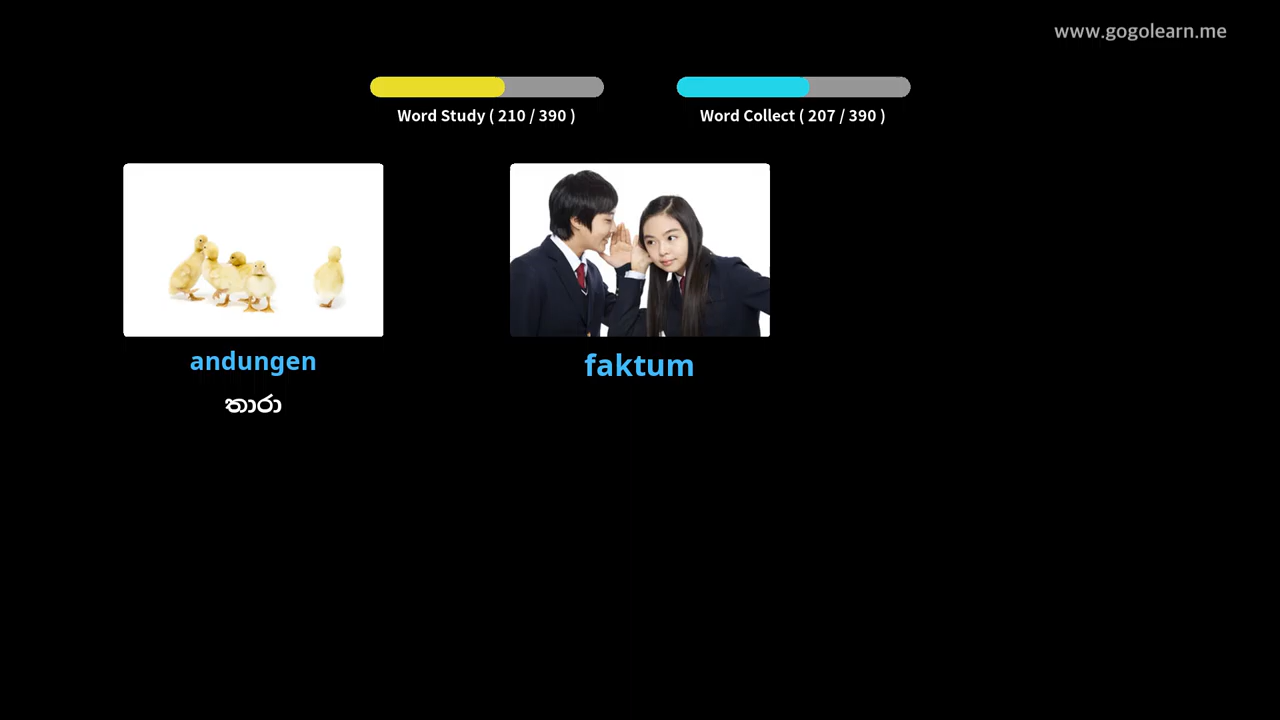 www.gogolearn.me
Word Study ( 210 / 390 )
Word Collect ( 207 / 390 )
andungen
තාරා
faktum